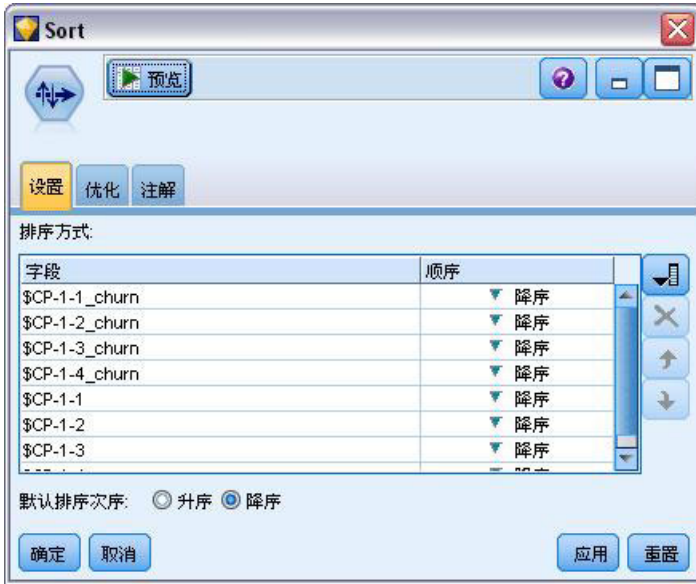 Sort
预览
设置 优化 注解
排序方式:
字段 顺序
$CP-1-1_churn 降序
$CP-1-2_churn 降序
$CP-1-3_churn 降序
$CP-1-4_churn 降序
$CP-1-1 降序
$CP-1-2 降序
$CP-1-3 降序
默认排序次序: 升序 降序
确定 取消 应用 重置